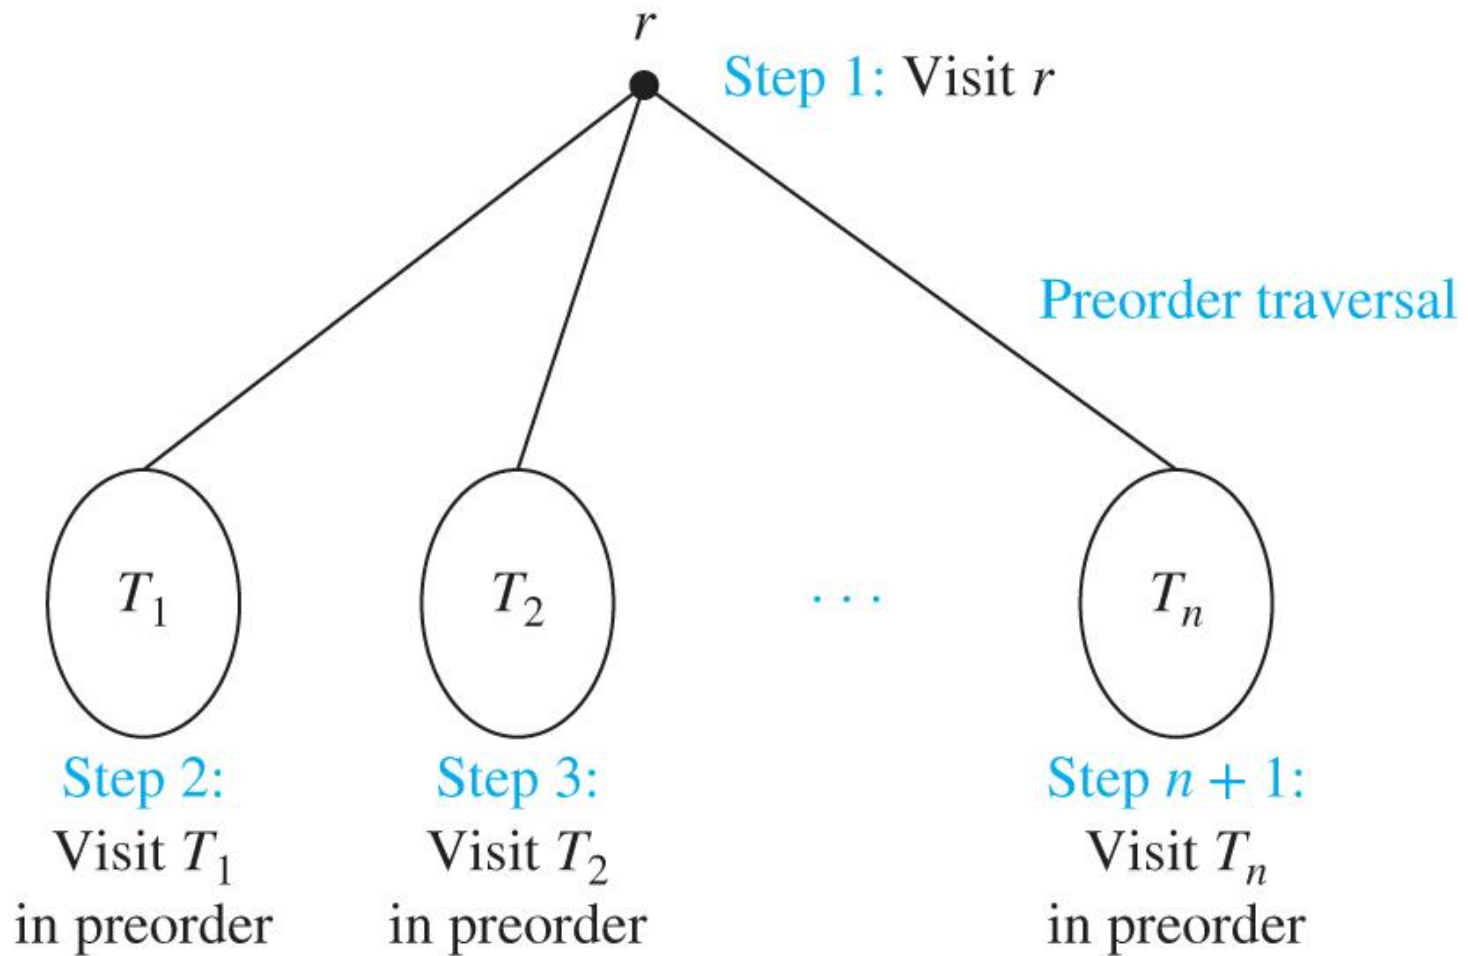 r
Step 1: Visit r
Preorder traversal
T₁
T₂
. . .
Tₙ
Step 2:
Visit T₁
in preorder
Step 3:
Visit T₂
in preorder
Step n + 1:
Visit Tₙ
in preorder